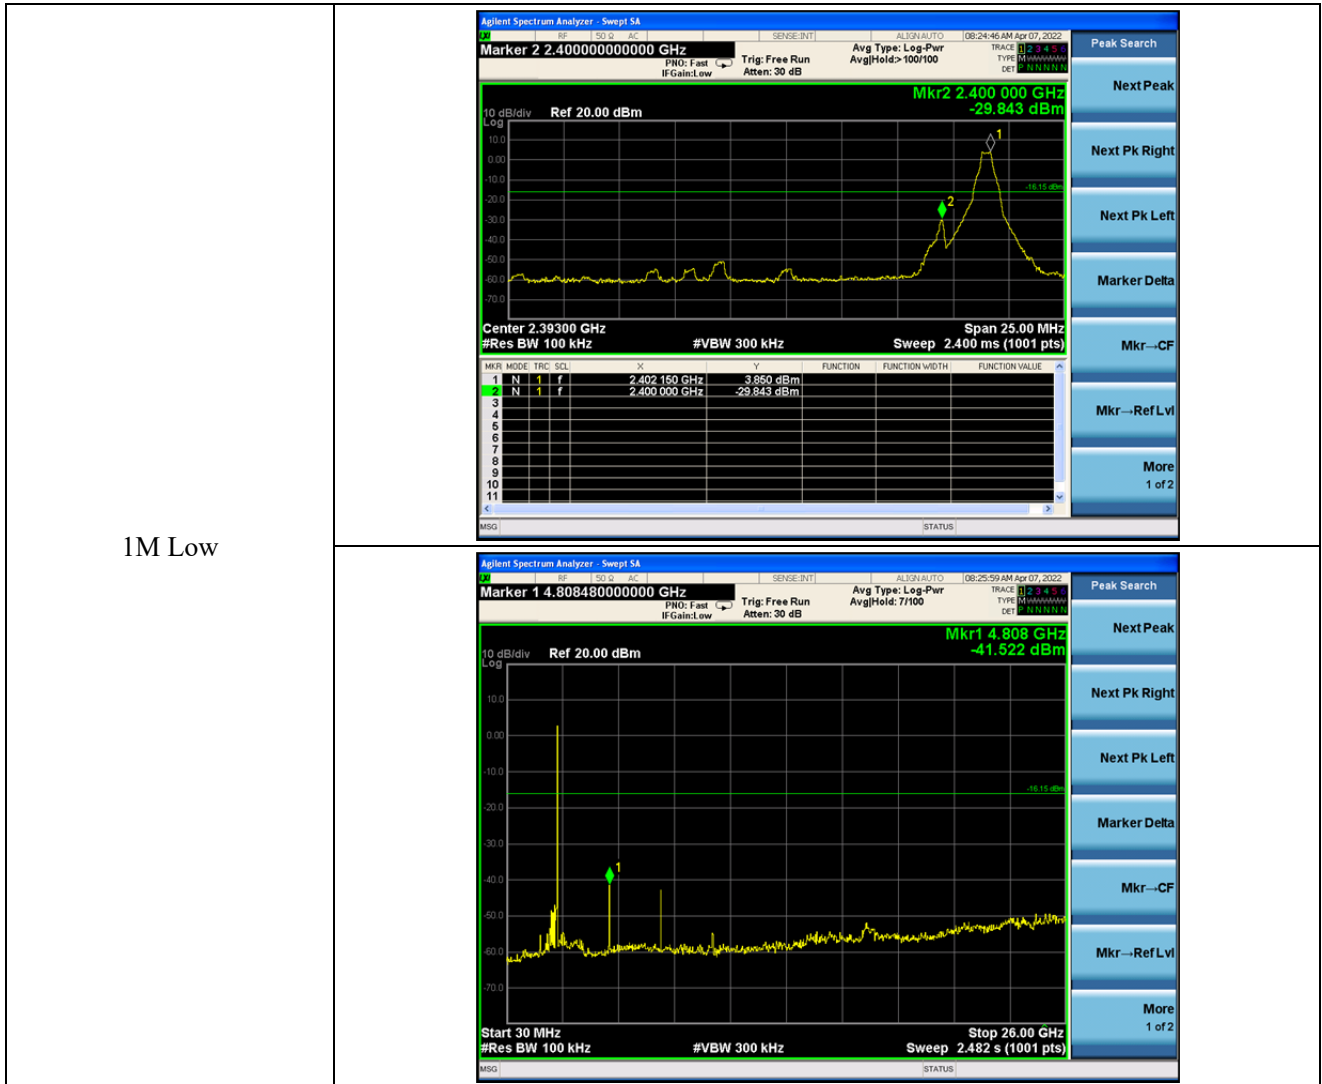 1M Low
Agilent Spectrum Analyzer - Swept SA
RF 50 Ω AC SENSE:INT ALIGN AUTO 08:24:46 AM Apr 07, 2022
Marker 2 2.400000000000 GHz
PNO: Fast
IFGain:Low
Trig: Free Run
Atten: 30 dB
Avg Type: Log-Pwr
Avg|Hold:> 100/100
TRACE 1 2 3 4 5 6
TYPE M
DET P N N N N N
Mkr2 2.400 000 GHz
-29.843 dBm
10 dB/div Ref 20.00 dBm
Log
10.0
0.00
-10.0
-20.0
-30.0
-40.0
-50.0
-60.0
-70.0
1
-16.15 dBm
2
Center 2.39300 GHz Span 25.00 MHz
#Res BW 100 kHz #VBW 300 kHz Sweep 2.400 ms (1001 pts)
MKR MODE TRC SCL X Y FUNCTION FUNCTION WIDTH FUNCTION VALUE
1 N 1 f 2.402 150 GHz 3.850 dBm
2 N 1 f 2.400 000 GHz -29.843 dBm
3
4
5
6
7
8
9
10
11
MSG STATUS
Peak Search
Next Peak
Next Pk Right
Next Pk Left
Marker Delta
Mkr→CF
Mkr→Ref Lvl
More
1 of 2
Agilent Spectrum Analyzer - Swept SA
RF 50 Ω AC SENSE:INT ALIGN AUTO 08:25:59 AM Apr 07, 2022
Marker 1 4.808480000000 GHz
PNO: Fast
IFGain:Low
Trig: Free Run
Atten: 30 dB
Avg Type: Log-Pwr
Avg|Hold: 7/100
TRACE 1 2 3 4 5 6
TYPE M
DET P N N N N N
Mkr1 4.808 GHz
-41.522 dBm
10 dB/div Ref 20.00 dBm
Log
10.0
0.00
-10.0
-20.0
-30.0
-40.0
-50.0
-60.0
-70.0
-16.15 dBm
1
Start 30 MHz Stop 26.00 GHz
#Res BW 100 kHz #VBW 300 kHz Sweep 2.482 s (1001 pts)
MSG STATUS
Peak Search
Next Peak
Next Pk Right
Next Pk Left
Marker Delta
Mkr→CF
Mkr→Ref Lvl
More
1 of 2